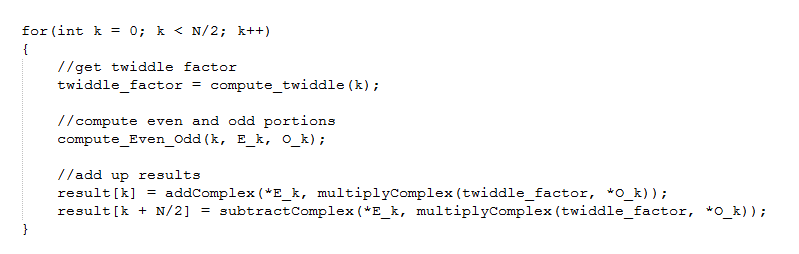 for(int k = 0; k < N/2; k++)
{
    //get twiddle factor
    twiddle_factor = compute_twiddle(k);

    //compute even and odd portions
    compute_Even_Odd(k, E_k, O_k);

    //add up results
    result[k] = addComplex(*E_k, multiplyComplex(twiddle_factor, *O_k));
    result[k + N/2] = subtractComplex(*E_k, multiplyComplex(twiddle_factor, *O_k));
}